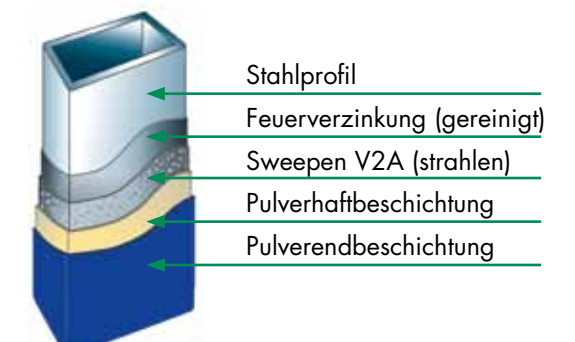 Stahlprofil
Feuerverzinkung (gereinigt)
Sweepen V2A (strahlen)
Pulverhaftbeschichtung
Pulverendbeschichtung